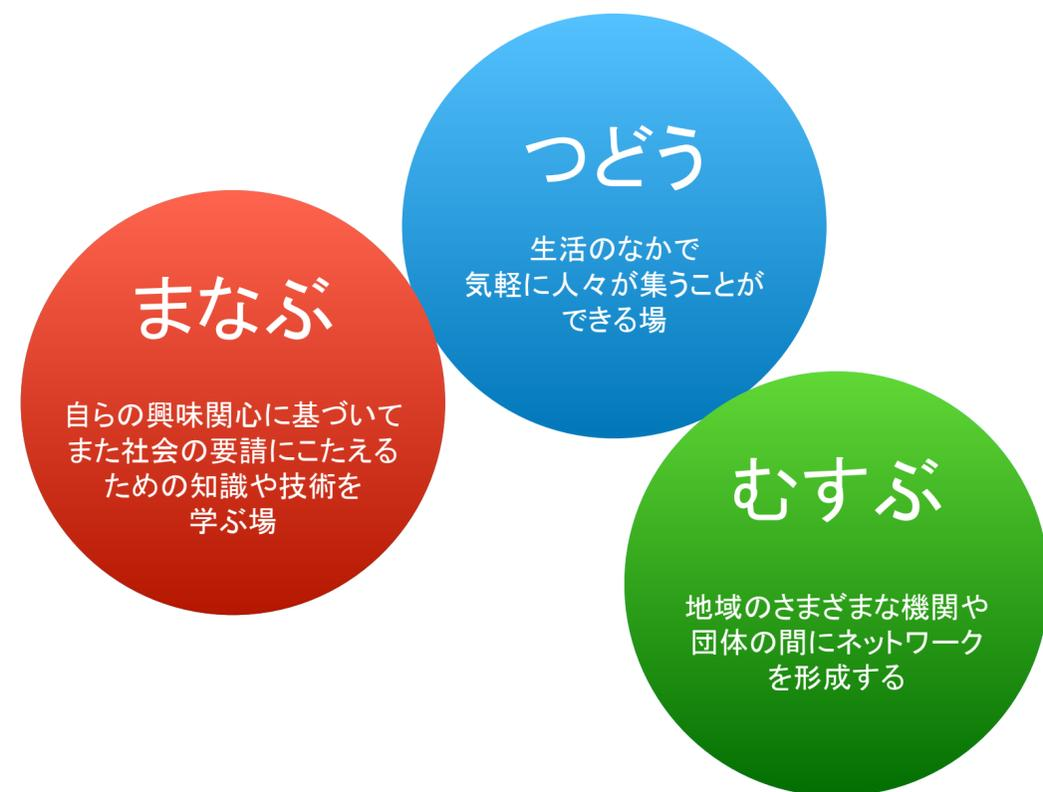 つどう
生活のなかで
気軽に人々が集うことが
できる場
まなぶ
自らの興味関心に基づいて
また社会の要請にこたえる
ための知識や技術を
学ぶ場
むすぶ
地域のさまざまな機関や
団体の間にネットワーク
を形成する